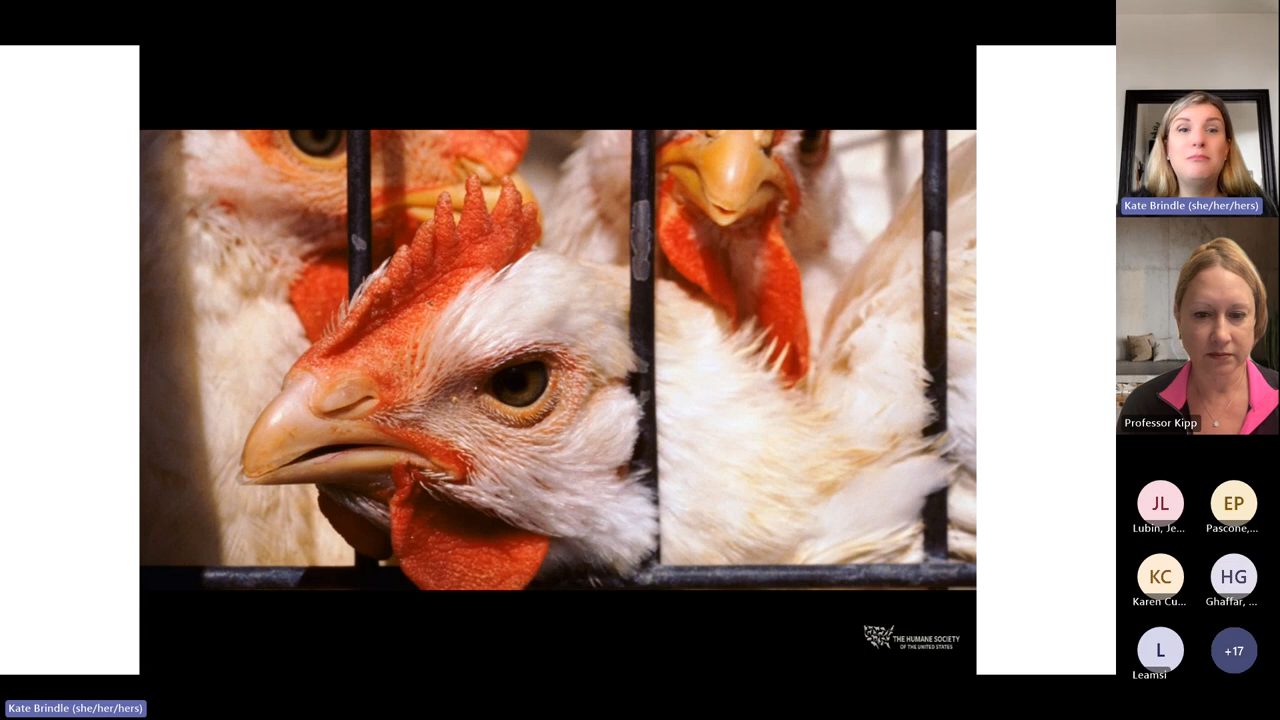 Kate Brindle (she/her/hers)
Professor Kipp
JL
EP
Lubin, Je...
Pascone,...
KC
HG
Karen Cu...
Ghaffar, ...
L
+17
Leamsi
THE HUMANE SOCIETY
OF THE UNITED STATES
Kate Brindle (she/her/hers)